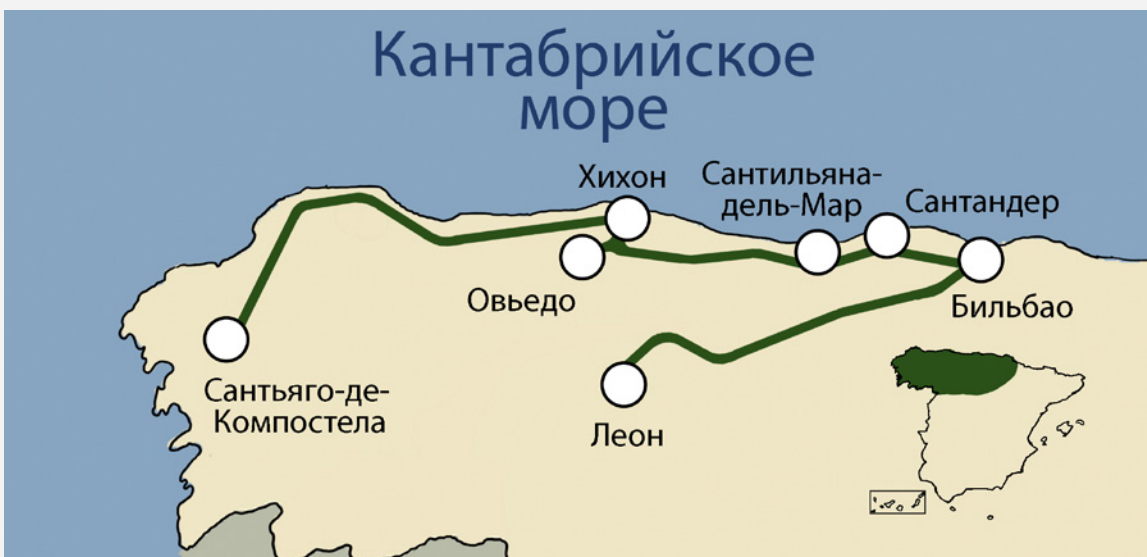 Кантабрийское
море
Хихон
Сантильяна-
дель-Мар
Сантандер
Овьедо
Бильбао
Сантьяго-де-
Компостела
Леон